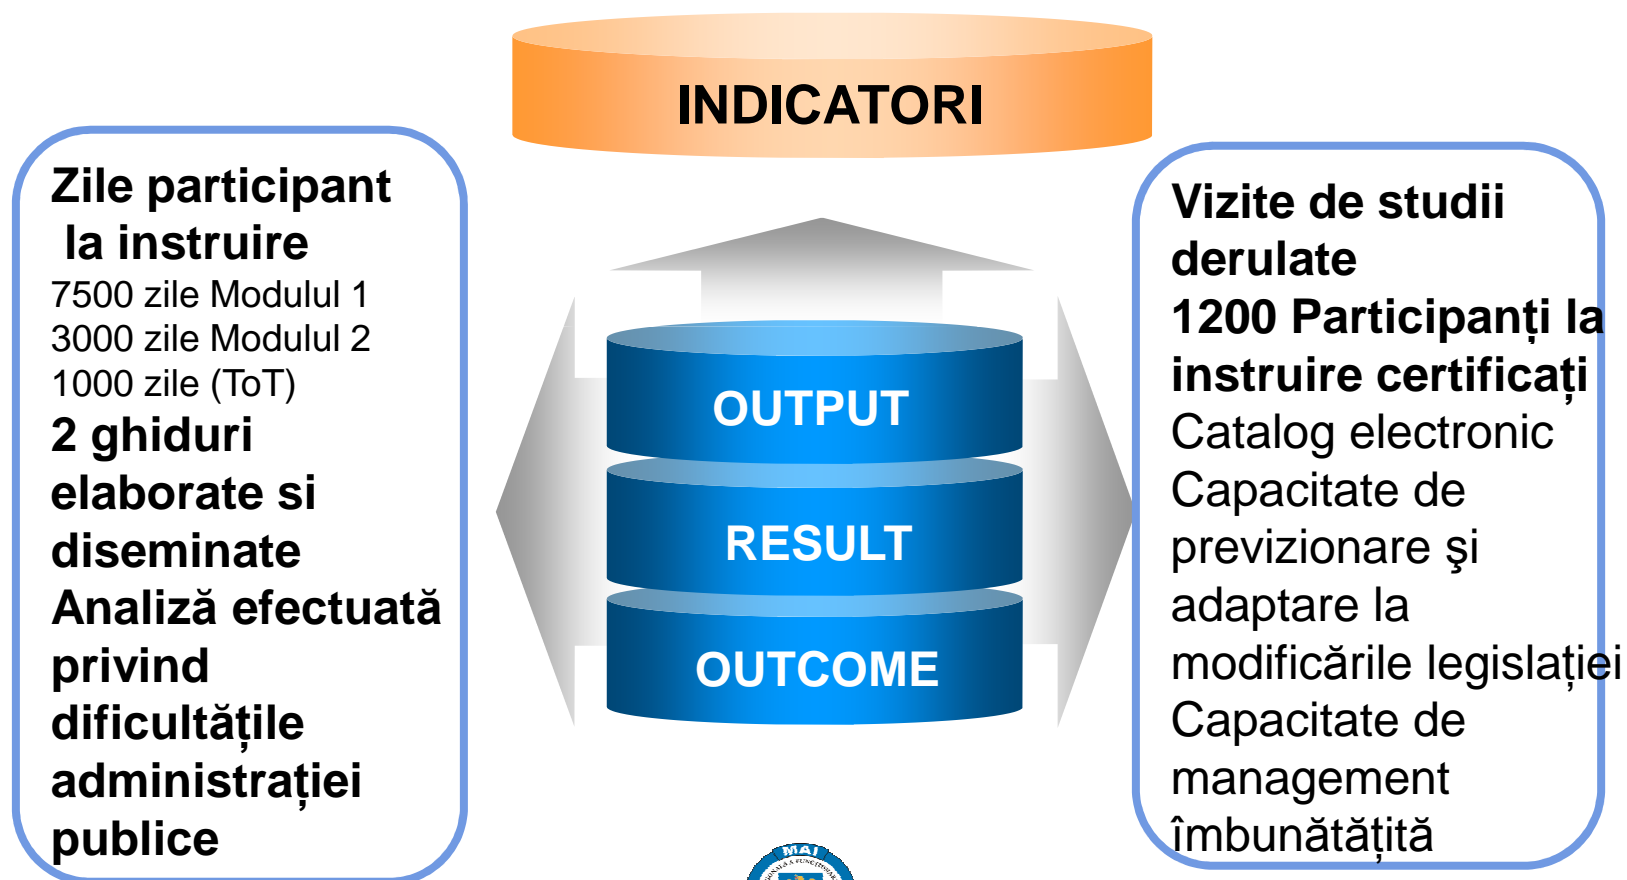 INDICATORI
Zile participant
la instruire
7500 zile Modulul 1
3000 zile Modulul 2
1000 zile (ToT)
2 ghiduri
elaborate si
diseminate
Analiză efectuată
privind
dificultățile
administrației
publice
OUTPUT
RESULT
OUTCOME
Vizite de studii
derulate
1200 Participanți la
instruire certificați
Catalog electronic
Capacitate de
previzionare şi
adaptare la
modificările legislației
Capacitate de
management
îmbunătățită
MAI